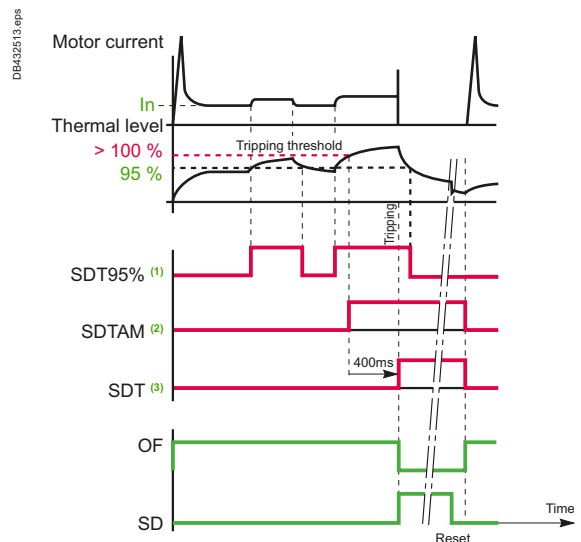 DB432513.eps
Motor current
In
Thermal level
> 100 %
Tripping threshold
95 %
Tripping
SDT95% (1)
SDTAM (2)
400ms
SDT (3)
OF
SD
Time
Reset